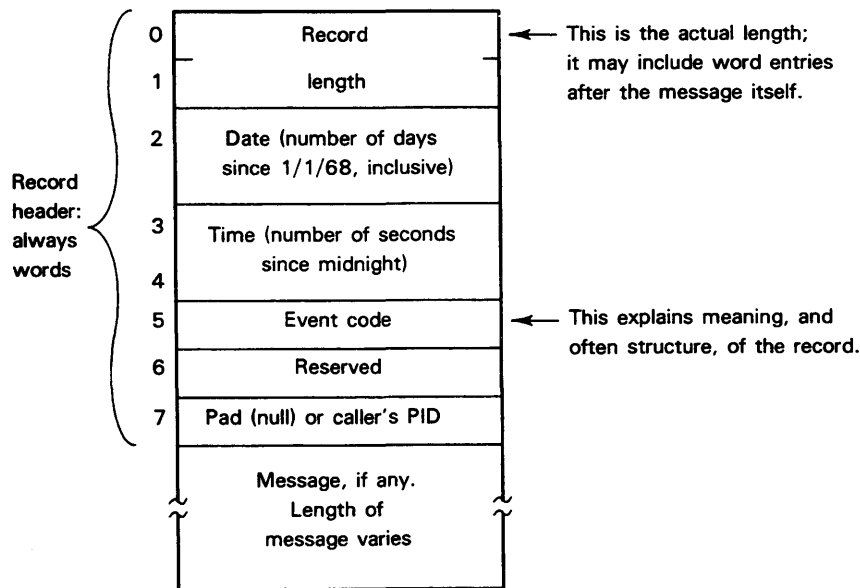 0 Record
1 length
This is the actual length;
it may include word entries
after the message itself.
2 Date (number of days
since 1/1/68, inclusive)
Record
header:
always
words
3 Time (number of seconds
since midnight)
4
5 Event code
This explains meaning, and
often structure, of the record.
6 Reserved
7 Pad (null) or caller's PID
Message, if any.
Length of
message varies